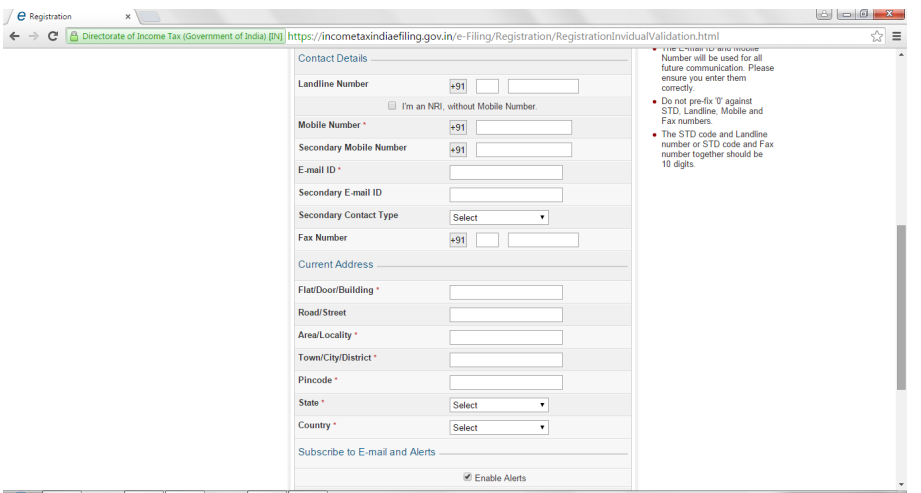 Registration
Directorate of Income Tax (Government of India) [IN] https://incometaxindiaefiling.gov.in/e-Filing/Registration/RegistrationInvidualValidation.html
Contact Details
Landline Number +91
I'm an NRI, without Mobile Number.
Mobile Number * +91
Secondary Mobile Number +91
E-mail ID *
Secondary E-mail ID
Secondary Contact Type Select
Fax Number +91
Current Address
Flat/Door/Building *
Road/Street
Area/Locality *
Town/City/District *
Pincode *
State * Select
Country * Select
Subscribe to E-mail and Alerts
Enable Alerts
The E-mail ID and Mobile
Number will be used for all
future communication. Please
ensure you enter them
correctly.
Do not pre-fix '0' against
STD, Landline, Mobile and
Fax numbers.
The STD code and Landline
number or STD code and Fax
number together should be
10 digits.